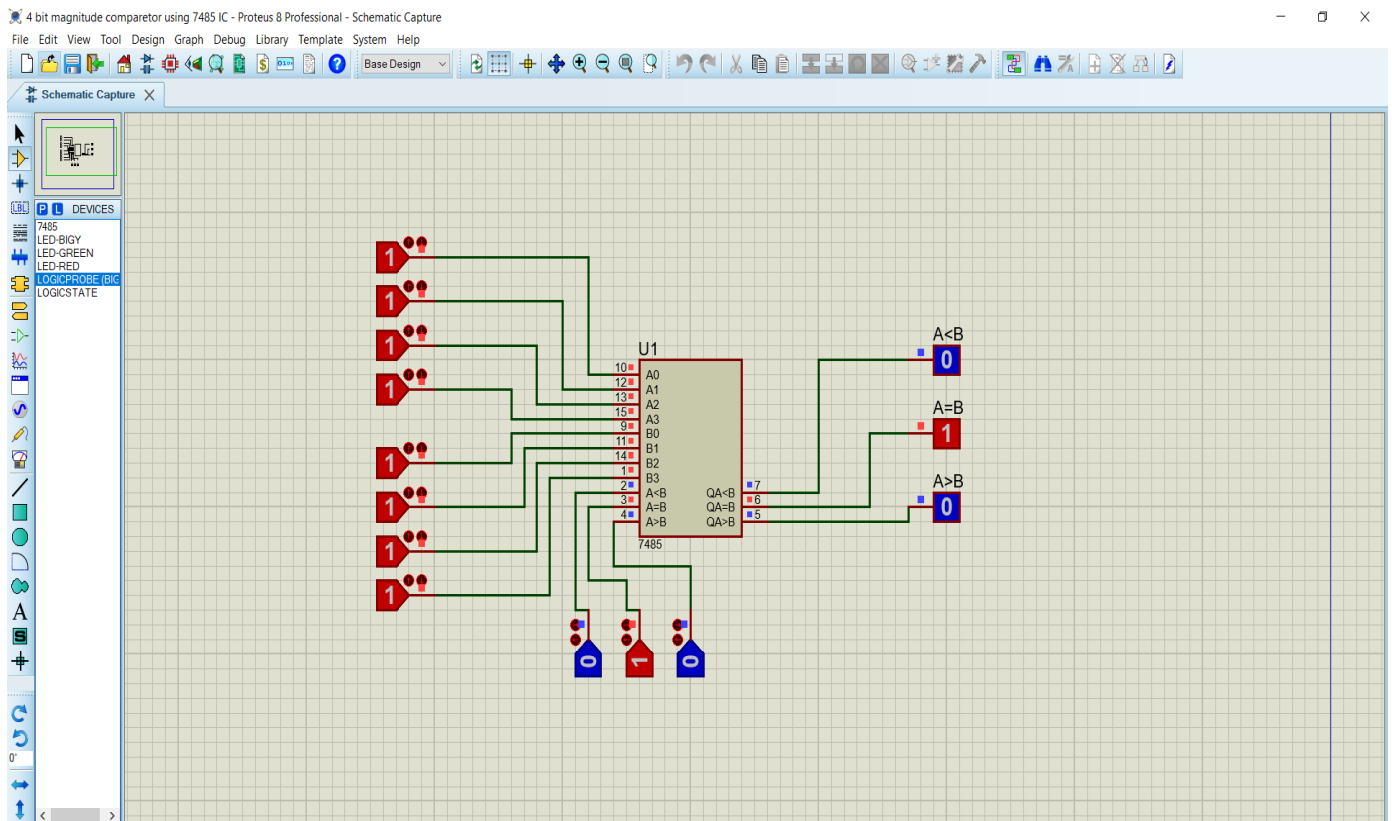 4 bit magnitude comparetor using 7485 IC - Proteus 8 Professional - Schematic Capture
File Edit View Tool Design Graph Debug Library Template System Help
Base Design
Schematic Capture
P L DEVICES
7485
LED-BIGY
LED-GREEN
LED-RED
LOGICPROBE (BIG
LOGICSTATE
LBL
A
S
0°
1
1
1
1
1
1
1
1
U1
10 A0
12 A1
13 A2
15 A3
9 B0
11 B1
14 B2
1 B3
2 A<B QA<B 7
3 A=B QA=B 6
4 A>B QA>B 5
7485
A<B
0
A=B
1
A>B
0
0 1 0